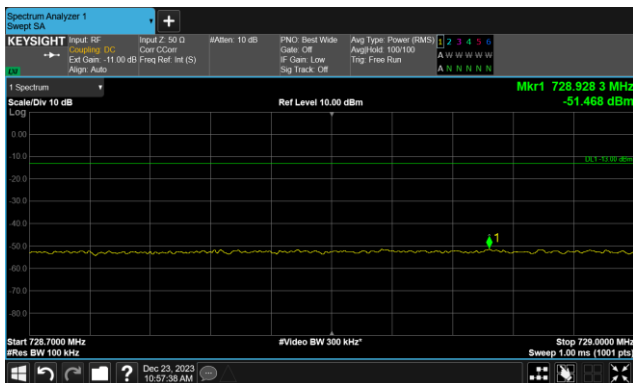 Spectrum Analyzer 1
Swept SA
+
KEYSIGHT
Input: RF
Coupling: DC
Ext Gain: -11.00 dB
Align: Auto
Input Z: 50 Ω
Corr CCorr
Freq Ref: Int (S)
#Atten: 10 dB
PNO: Best Wide
Gate: Off
IF Gain: Low
Sig Track: Off
Avg Type: Power (RMS)
Avg|Hold: 100/100
Trig: Free Run
1 2 3 4 5 6
A W W W W W
A N N N N N
1 Spectrum
Scale/Div 10 dB
Log
Ref Level 10.00 dBm
Mkr1 728.928 3 MHz
-51.468 dBm
0.00
-10.0
DL1 -13.00 dBm
-20.0
-30.0
-40.0
1
-50.0
-60.0
-70.0
-80.0
Start 728.7000 MHz
#Res BW 100 kHz
#Video BW 300 kHz*
Stop 729.0000 MHz
Sweep 1.00 ms (1001 pts)
?
Dec 23, 2023
10:57:38 AM